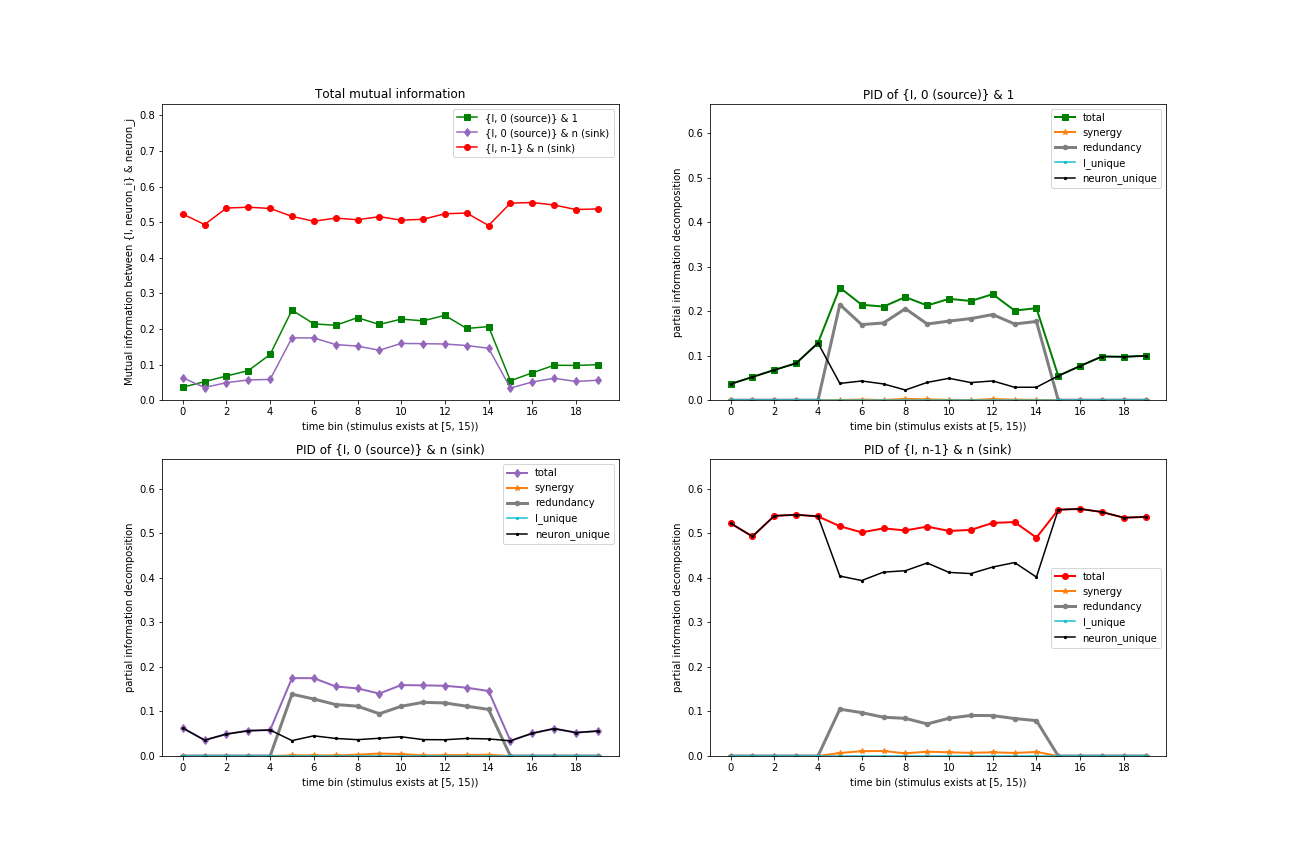 Total mutual information
Mutual information between {I, neuron_i} & neuron_j
0.8
0.7
0.6
0.5
0.4
0.3
0.2
0.1
0.0
{I, 0 (source)} & 1
{I, 0 (source)} & n (sink)
{I, n-1} & n (sink)
0 2 4 6 8 10 12 14 16 18
time bin (stimulus exists at [5, 15))
PID of {I, 0 (source)} & 1
partial information decomposition
0.6
0.5
0.4
0.3
0.2
0.1
0.0
total
synergy
redundancy
I_unique
neuron_unique
0 2 4 6 8 10 12 14 16 18
time bin (stimulus exists at [5, 15))
PID of {I, 0 (source)} & n (sink)
partial information decomposition
0.6
0.5
0.4
0.3
0.2
0.1
0.0
total
synergy
redundancy
I_unique
neuron_unique
0 2 4 6 8 10 12 14 16 18
time bin (stimulus exists at [5, 15))
PID of {I, n-1} & n (sink)
partial information decomposition
0.6
0.5
0.4
0.3
0.2
0.1
0.0
total
synergy
redundancy
I_unique
neuron_unique
0 2 4 6 8 10 12 14 16 18
time bin (stimulus exists at [5, 15))